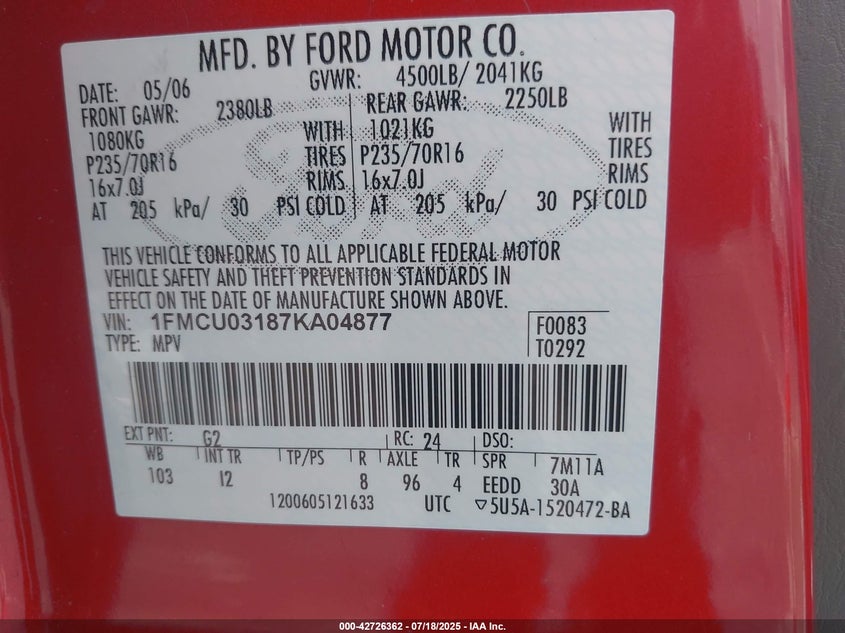 MFD. BY FORD MOTOR CO.
DATE: 05/06 GVWR: 4500LB/ 2041KG
FRONT GAWR: 2380LB REAR GAWR: 2250LB
1080KG WITH 1021KG WITH
P235/70R16 TIRES P235/70R16 TIRES
16x7.0J RIMS 16x7.0J RIMS
AT 205 kPa/ 30 PSI COLD AT 205 kPa/ 30 PSI COLD
Ford
THIS VEHICLE CONFORMS TO ALL APPLICABLE FEDERAL MOTOR
VEHICLE SAFETY AND THEFT PREVENTION STANDARDS IN
EFFECT ON THE DATE OF MANUFACTURE SHOWN ABOVE.
VIN: 1FMCU03187KA04877 F0083
TYPE: MPV T0292
EXT PNT: G2 RC: 24 DSO:
WB INT TR TP/PS R AXLE TR SPR 7M11A
103 I2 8 96 4 EEDD 30A
1200605121633 UTC ▽5U5A-1520472-BA
000-42726362 - 07/18/2025 - IAA Inc.